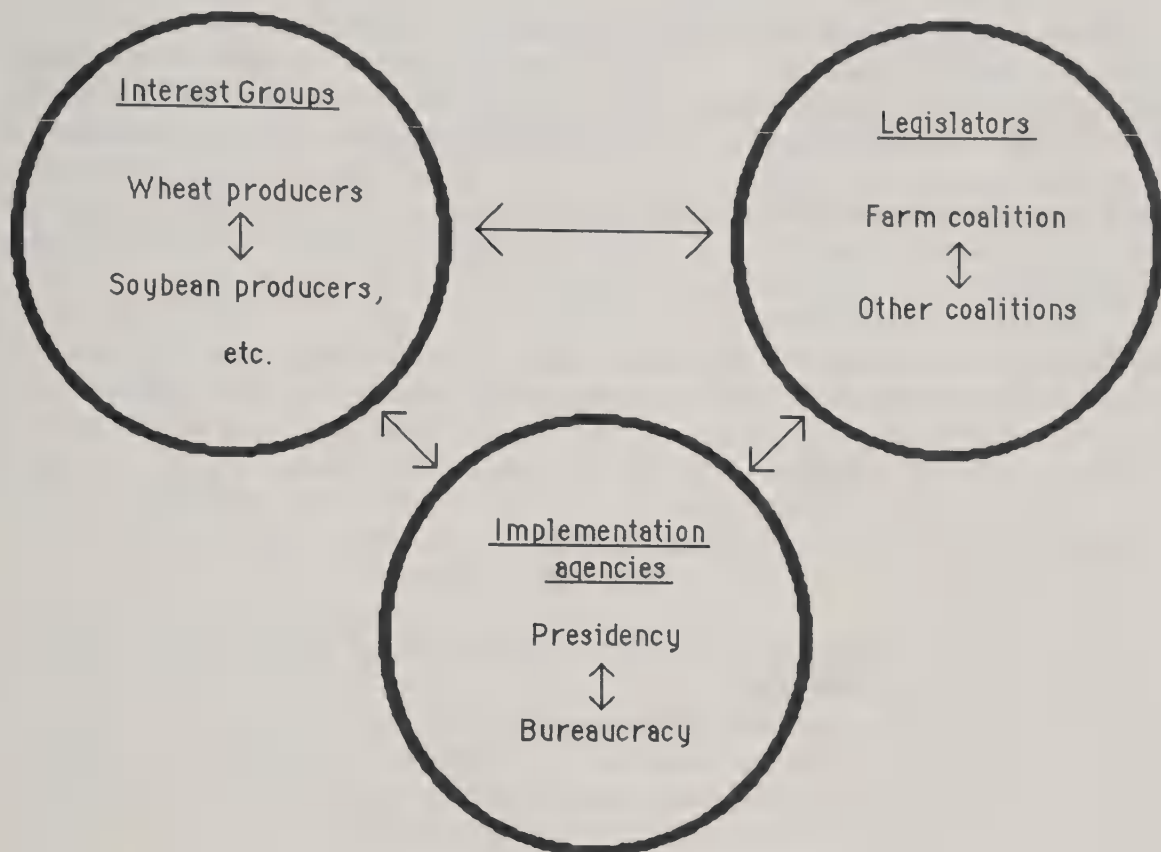 Interest Groups
Wheat producers
Soybean producers,
etc.
Legislators
Farm coalition
Other coalitions
Implementation
agencies
Presidency
Bureaucracy